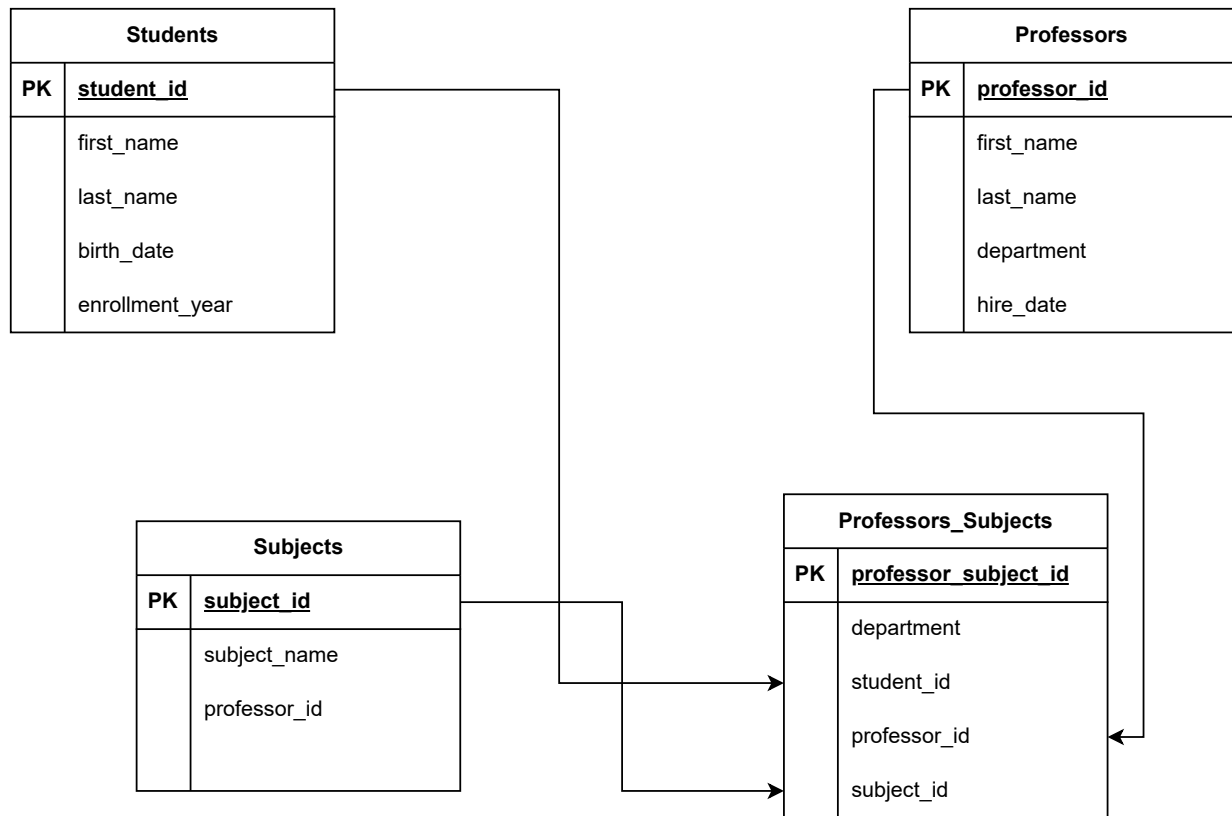 Students
PK student_id
first_name
last_name
birth_date
enrollment_year
Professors
PK professor_id
first_name
last_name
department
hire_date
Subjects
PK subject_id
subject_name
professor_id
Professors_Subjects
PK professor_subject_id
department
student_id
professor_id
subject_id